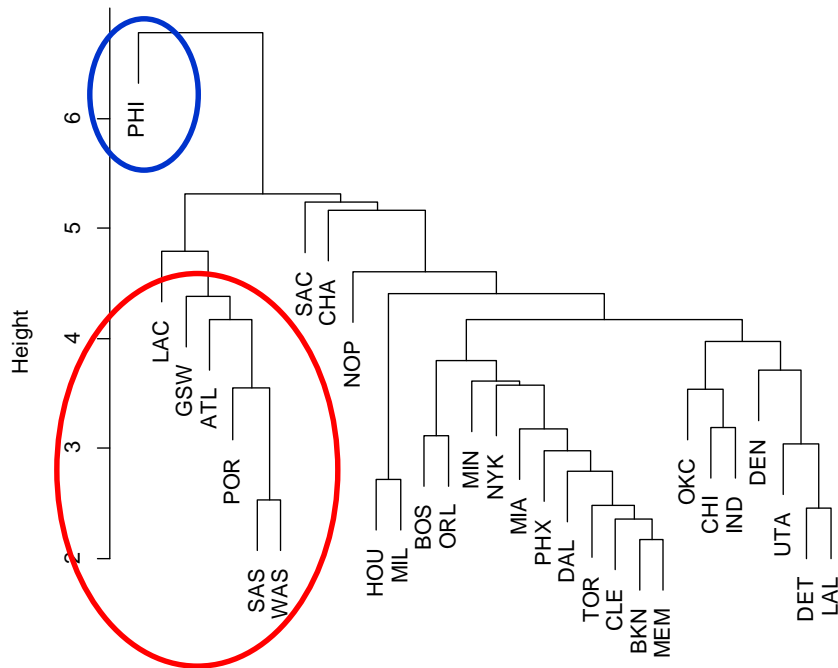 Height
6
5
4
3
2
PHI
LAC
GSW
ATL
POR
SAS
WAS
SAC
CHA
NOP
HOU
MIL
BOS
ORL
MIN
NYK
MIA
PHX
DAL
TOR
CLE
BKN
MEM
OKC
CHI
IND
DEN
UTA
DET
LAL